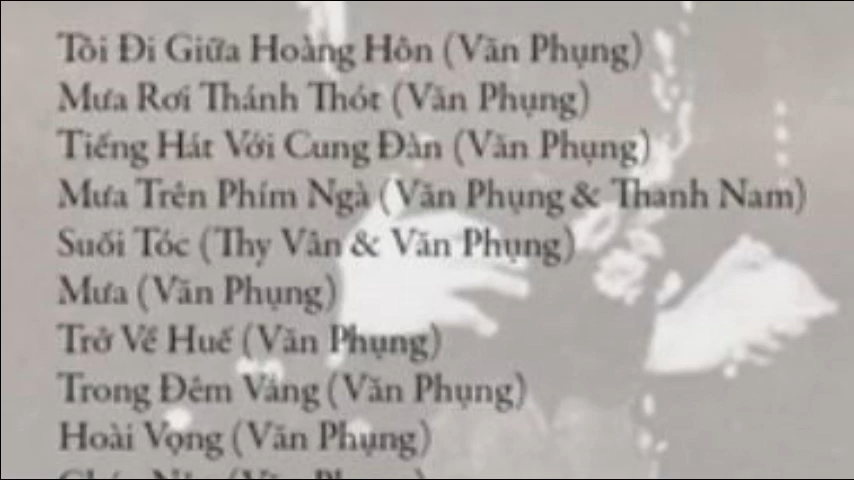 Tôi Đi Giữa Hoàng Hôn (Văn Phụng)
Mưa Rơi Thánh Thót (Văn Phụng)
Tiếng Hát Với Cung Đàn (Văn Phụng)
Mưa Trên Phím Ngà (Văn Phụng & Thanh Nam)
Suối Tóc (Thy Vân & Văn Phụng)
Mưa (Văn Phụng)
Trở Về Huế (Văn Phụng)
Trong Đêm Vắng (Văn Phụng)
Hoài Vọng (Văn Phụng)